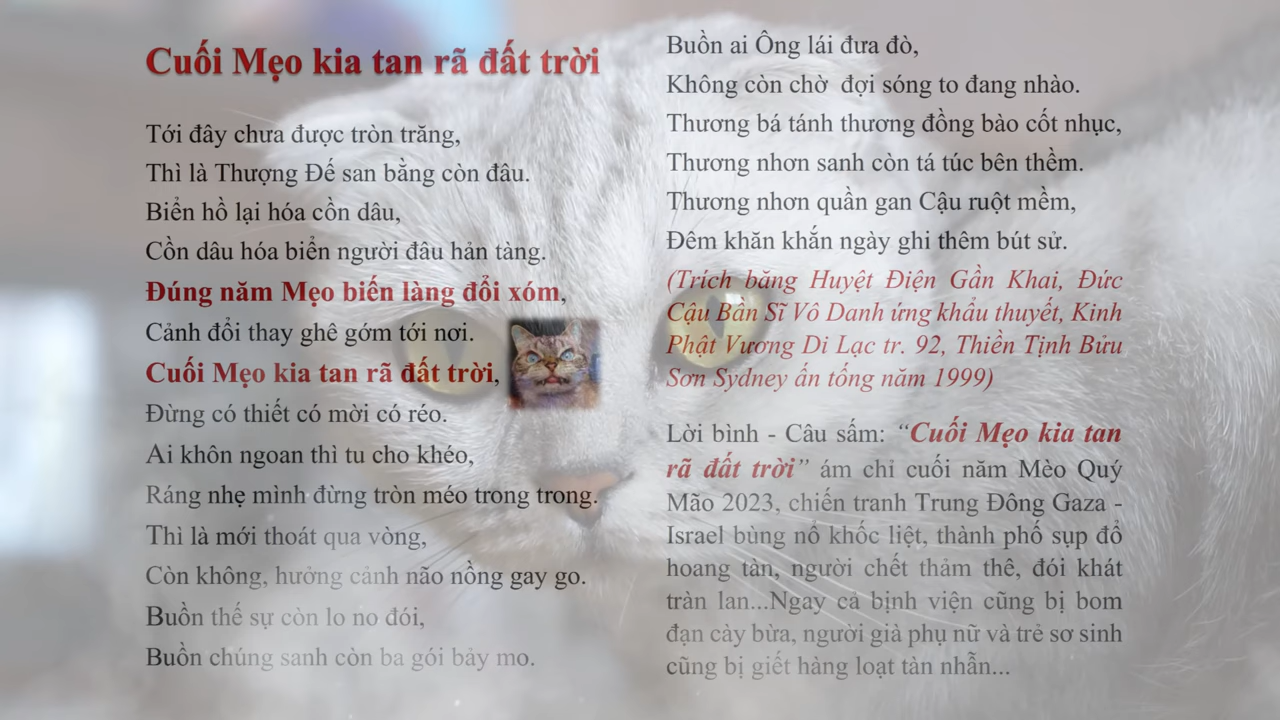 Cuối Mẹo kia tan rã đất trời
Tới đây chưa được tròn trăng,
Thì là Thượng Đế san bằng còn đâu.
Biển hồ lại hóa cồn dâu,
Cồn dâu hóa biển người đâu hản tàng.
Đúng năm Mẹo biến làng đổi xóm,
Cảnh đổi thay ghê gớm tới nơi.
Cuối Mẹo kia tan rã đất trời,
Đừng có thiết có mời có réo.
Ai khôn ngoan thì tu cho khéo,
Ráng nhẹ mình đừng tròn méo trong trong.
Thì là mới thoát qua vòng,
Còn không, hưởng cảnh não nồng gay go.
Buồn thế sự còn lo no đói,
Buồn chúng sanh còn ba gói bảy mo.
Buồn ai Ông lái đưa đò,
Không còn chờ đợi sóng to đang nhào.
Thương bá tánh thương đồng bào cốt nhục,
Thương nhơn sanh còn tá túc bên thềm.
Thương nhơn quần gan Cậu ruột mềm,
Đêm khăn khắn ngày ghi thêm bút sử.
(Trích băng Huyệt Điện Gần Khai, Đức
Cậu Bần Sĩ Vô Danh ứng khẩu thuyết, Kinh
Phật Vương Di Lạc tr. 92, Thiền Tịnh Bửu
Sơn Sydney ấn tống năm 1999)
Lời bình - Câu sấm: “Cuối Mẹo kia tan
rã đất trời” ám chỉ cuối năm Mèo Quý
Mão 2023, chiến tranh Trung Đông Gaza -
Israel bùng nổ khốc liệt, thành phố sụp đổ
hoang tàn, người chết thảm thê, đói khát
tràn lan...Ngay cả bịnh viện cũng bị bom
đạn cày bừa, người già phụ nữ và trẻ sơ sinh
cũng bị giết hàng loạt tàn nhẫn...